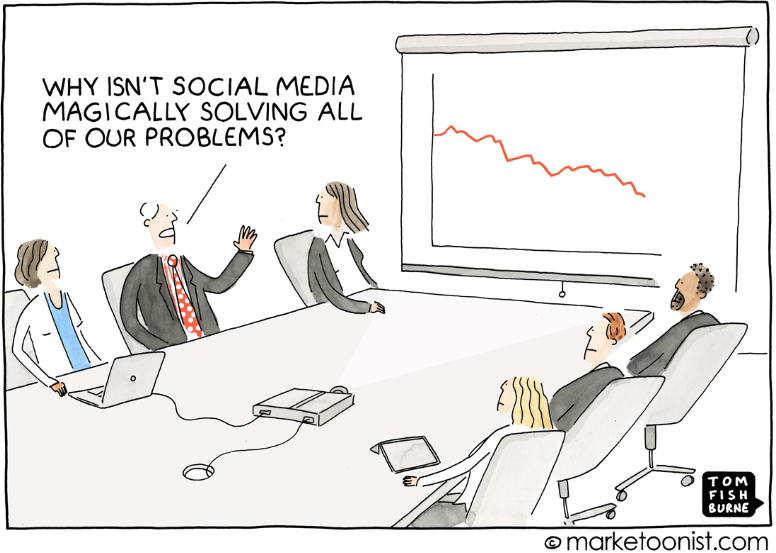 WHY ISN'T SOCIAL MEDIA
MAGICALLY SOLVING ALL
OF OUR PROBLEMS?
TOM
FISH
BURNE
© marketoonist.com